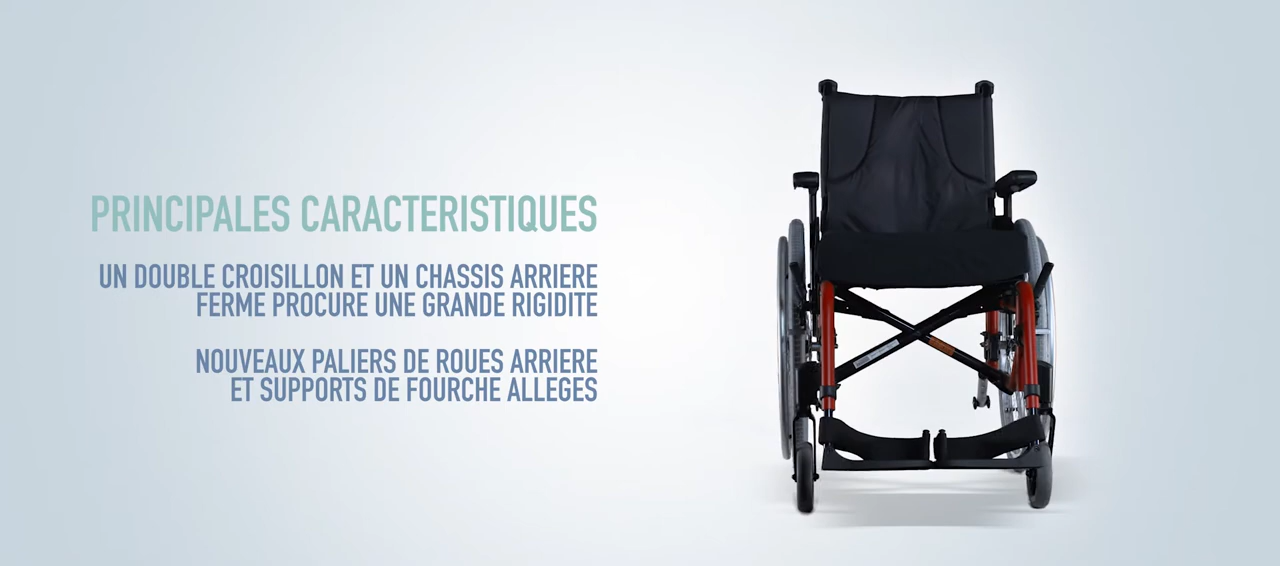 PRINCIPALES CARACTERISTIQUES
UN DOUBLE CROISILLON ET UN CHASSIS ARRIERE
FERME PROCURE UNE GRANDE RIGIDITE
NOUVEAUX PALIERS DE ROUES ARRIERE
ET SUPPORTS DE FOURCHE ALLEGES